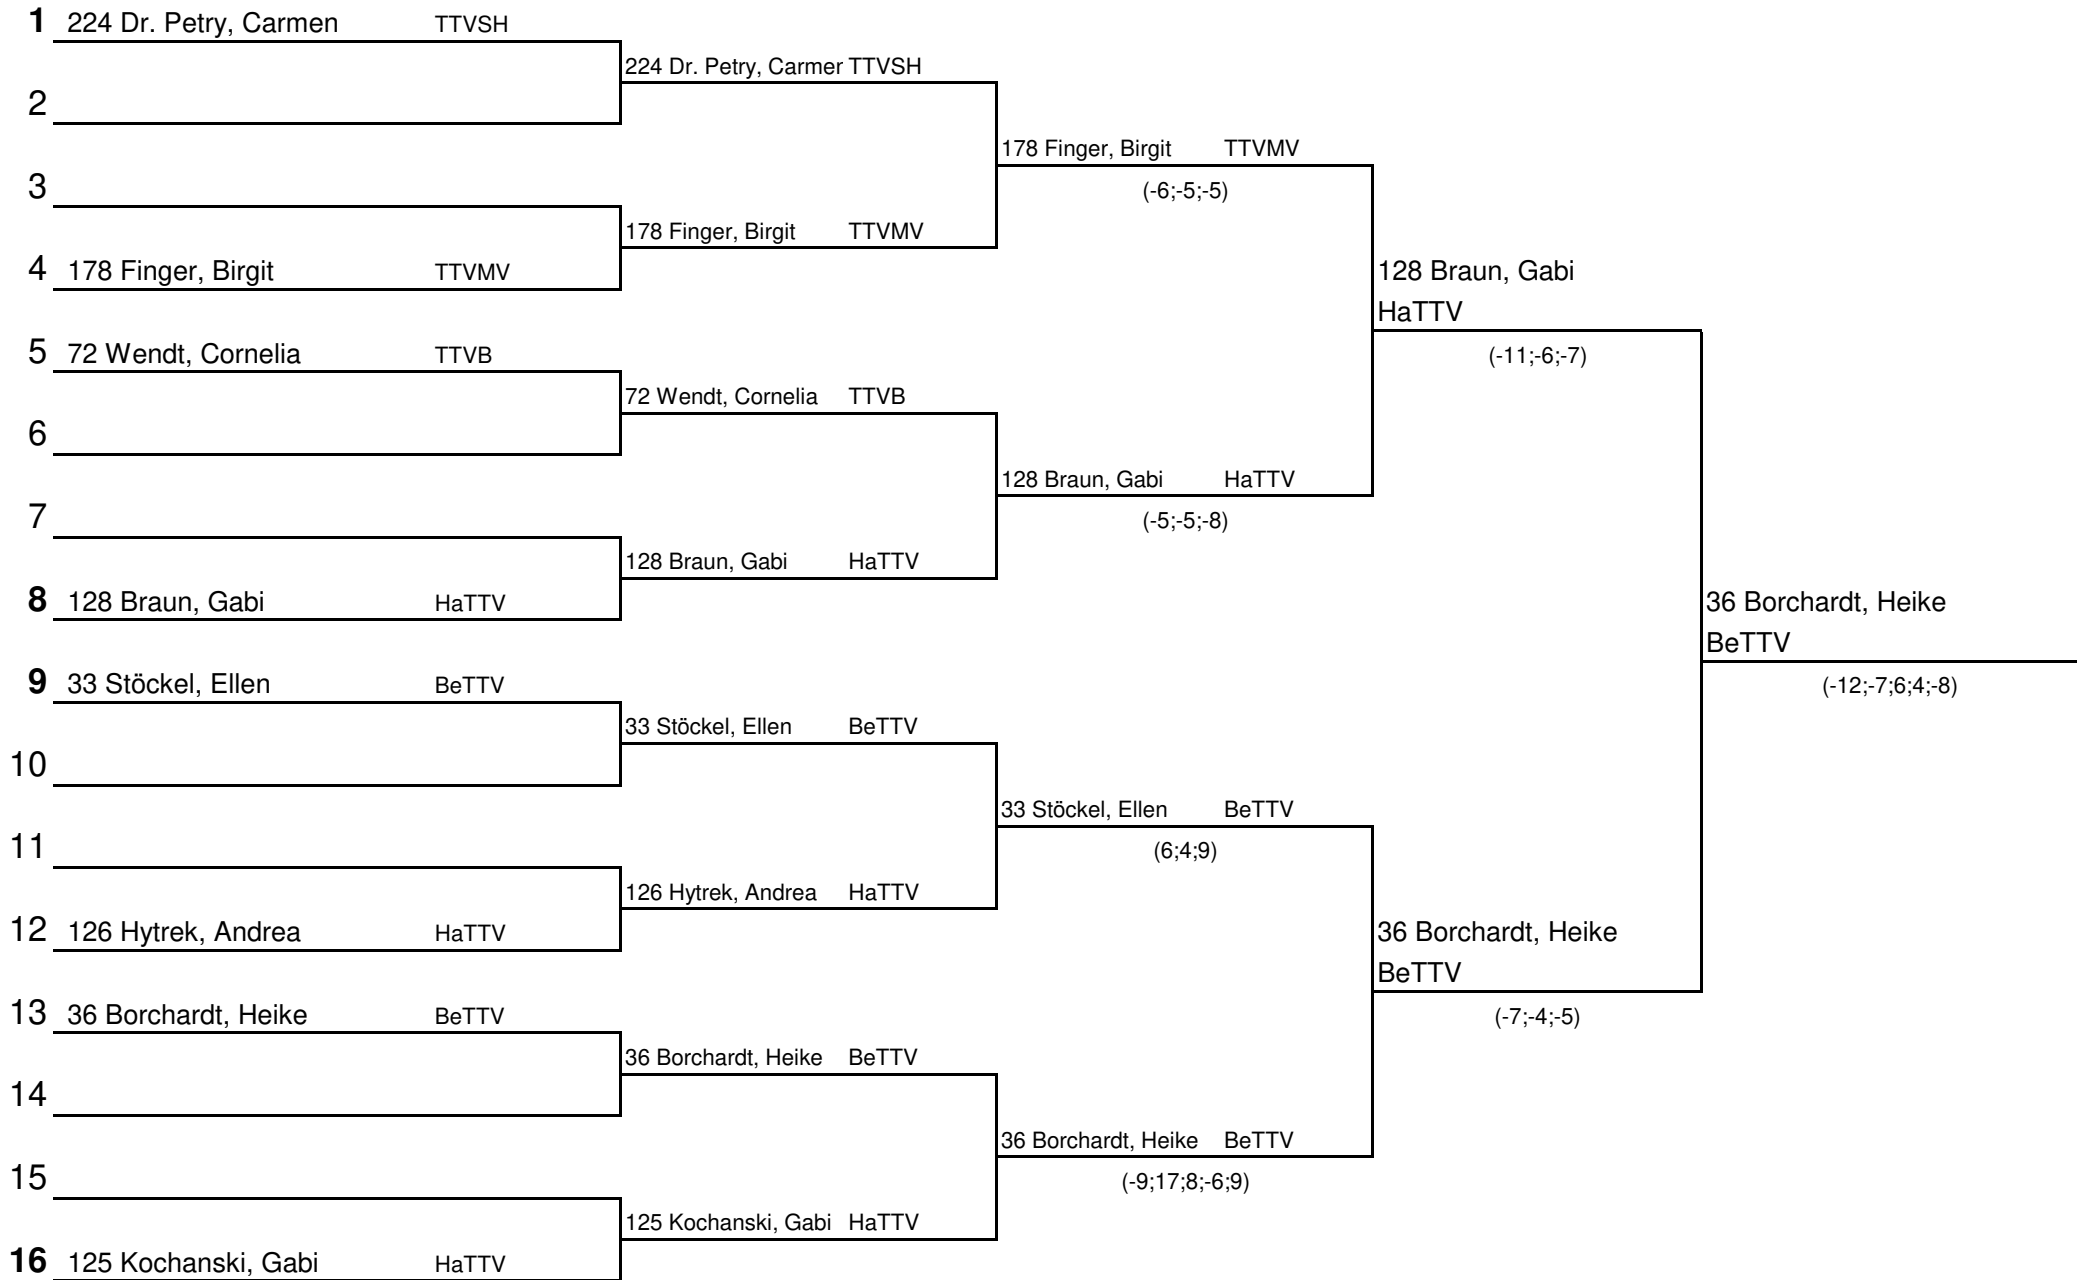 1 224 Dr. Petry, Carmen TTVSH
224 Dr. Petry, Carmer TTVSH
2
178 Finger, Birgit TTVMV
3
(-6;-5;-5)
178 Finger, Birgit TTVMV
4 178 Finger, Birgit TTVMV
128 Braun, Gabi
HaTTV
5 72 Wendt, Cornelia TTVB
(-11;-6;-7)
72 Wendt, Cornelia TTVB
6
128 Braun, Gabi HaTTV
7
(-5;-5;-8)
128 Braun, Gabi HaTTV
8 128 Braun, Gabi HaTTV
36 Borchardt, Heike
BeTTV
9 33 Stöckel, Ellen BeTTV
(-12;-7;6;4;-8)
33 Stöckel, Ellen BeTTV
10
33 Stöckel, Ellen BeTTV
11
(6;4;9)
126 Hytrek, Andrea HaTTV
12 126 Hytrek, Andrea HaTTV
36 Borchardt, Heike
BeTTV
13 36 Borchardt, Heike BeTTV
(-7;-4;-5)
36 Borchardt, Heike BeTTV
14
36 Borchardt, Heike BeTTV
15
(-9;17;8;-6;9)
125 Kochanski, Gabi HaTTV
16 125 Kochanski, Gabi HaTTV